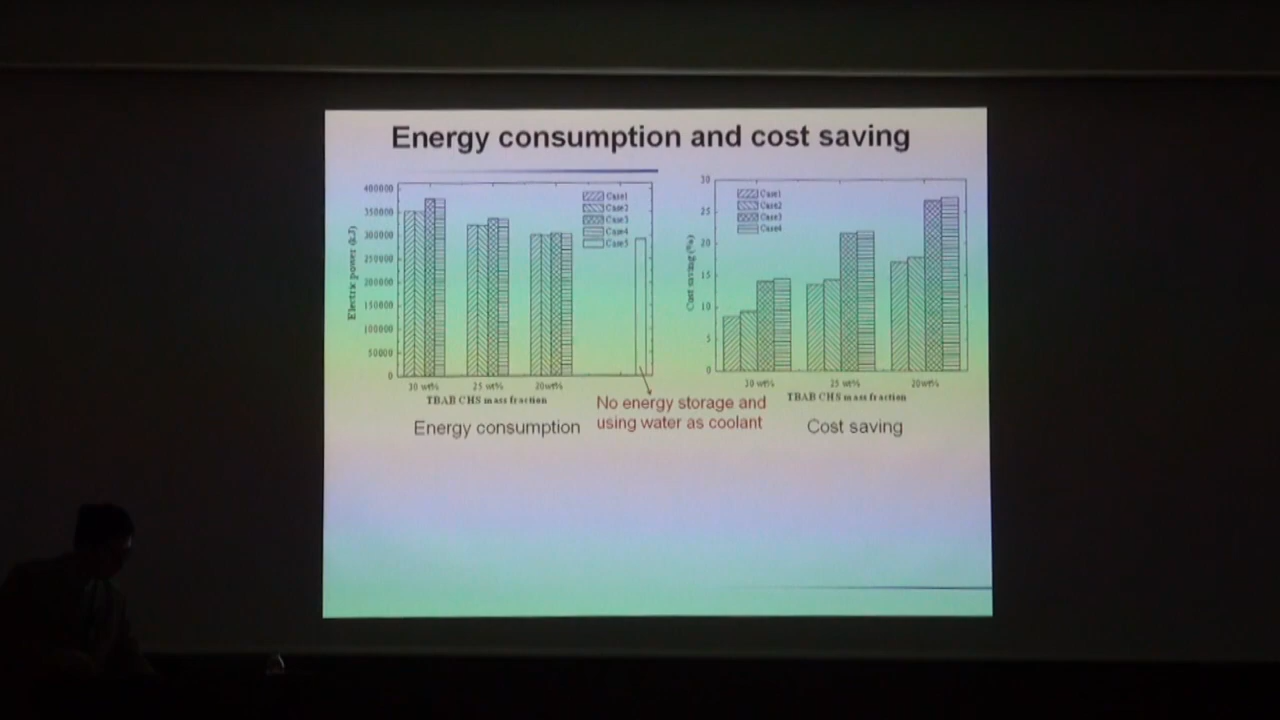 Energy consumption and cost saving
400000
350000
300000
250000
200000
150000
100000
50000
0
Electric power (kJ)
Case1
Case2
Case3
Case4
Case5
30 wt%
25 wt%
20wt%
TBAB CHS mass fraction
Energy consumption
No energy storage and
using water as coolant
30
25
20
15
10
5
0
Cost saving (%)
Case1
Case2
Case3
Case4
30 wt%
25 wt%
20wt%
TBAB CHS mass fraction
Cost saving